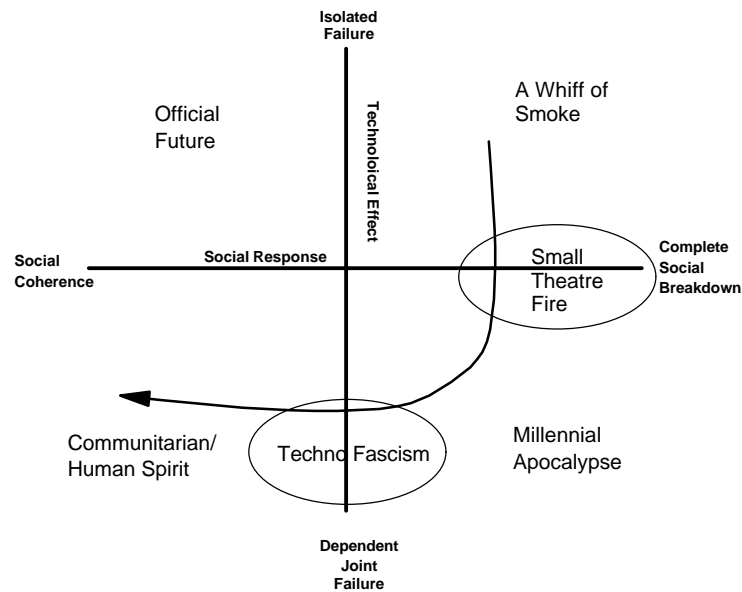 Isolated
Failure
A Whiff of
Smoke
Official
Future
Technoloical Effect
Social Response
Social
Coherence
Small
Theatre
Fire
Complete
Social
Breakdown
Communitarian/
Human Spirit
Techno Fascism
Millennial
Apocalypse
Dependent
Joint
Failure